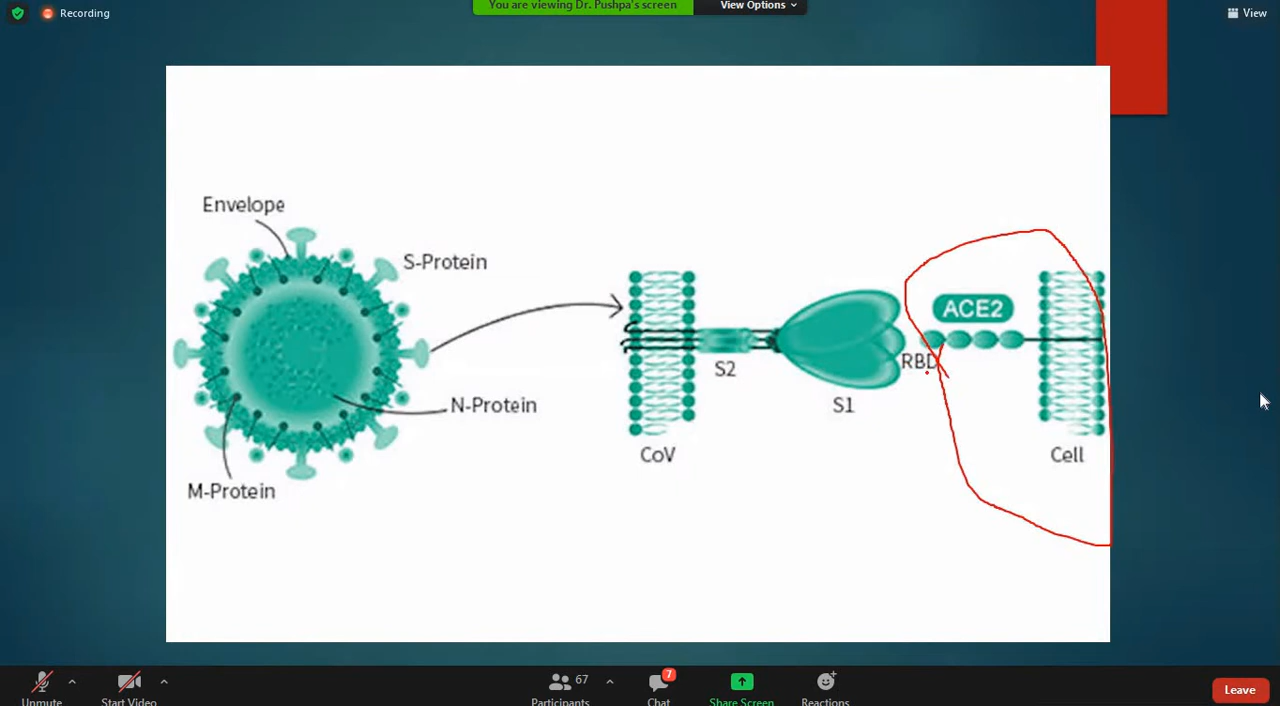 Recording
You are viewing Dr. Pushpa's screen
View Options
View
Envelope
S-Protein
ACE2
S2
RBD
S1
N-Protein
CoV
Cell
M-Protein
Unmute
Start Video
67
Participants
7
Chat
Share Screen
Reactions
Leave